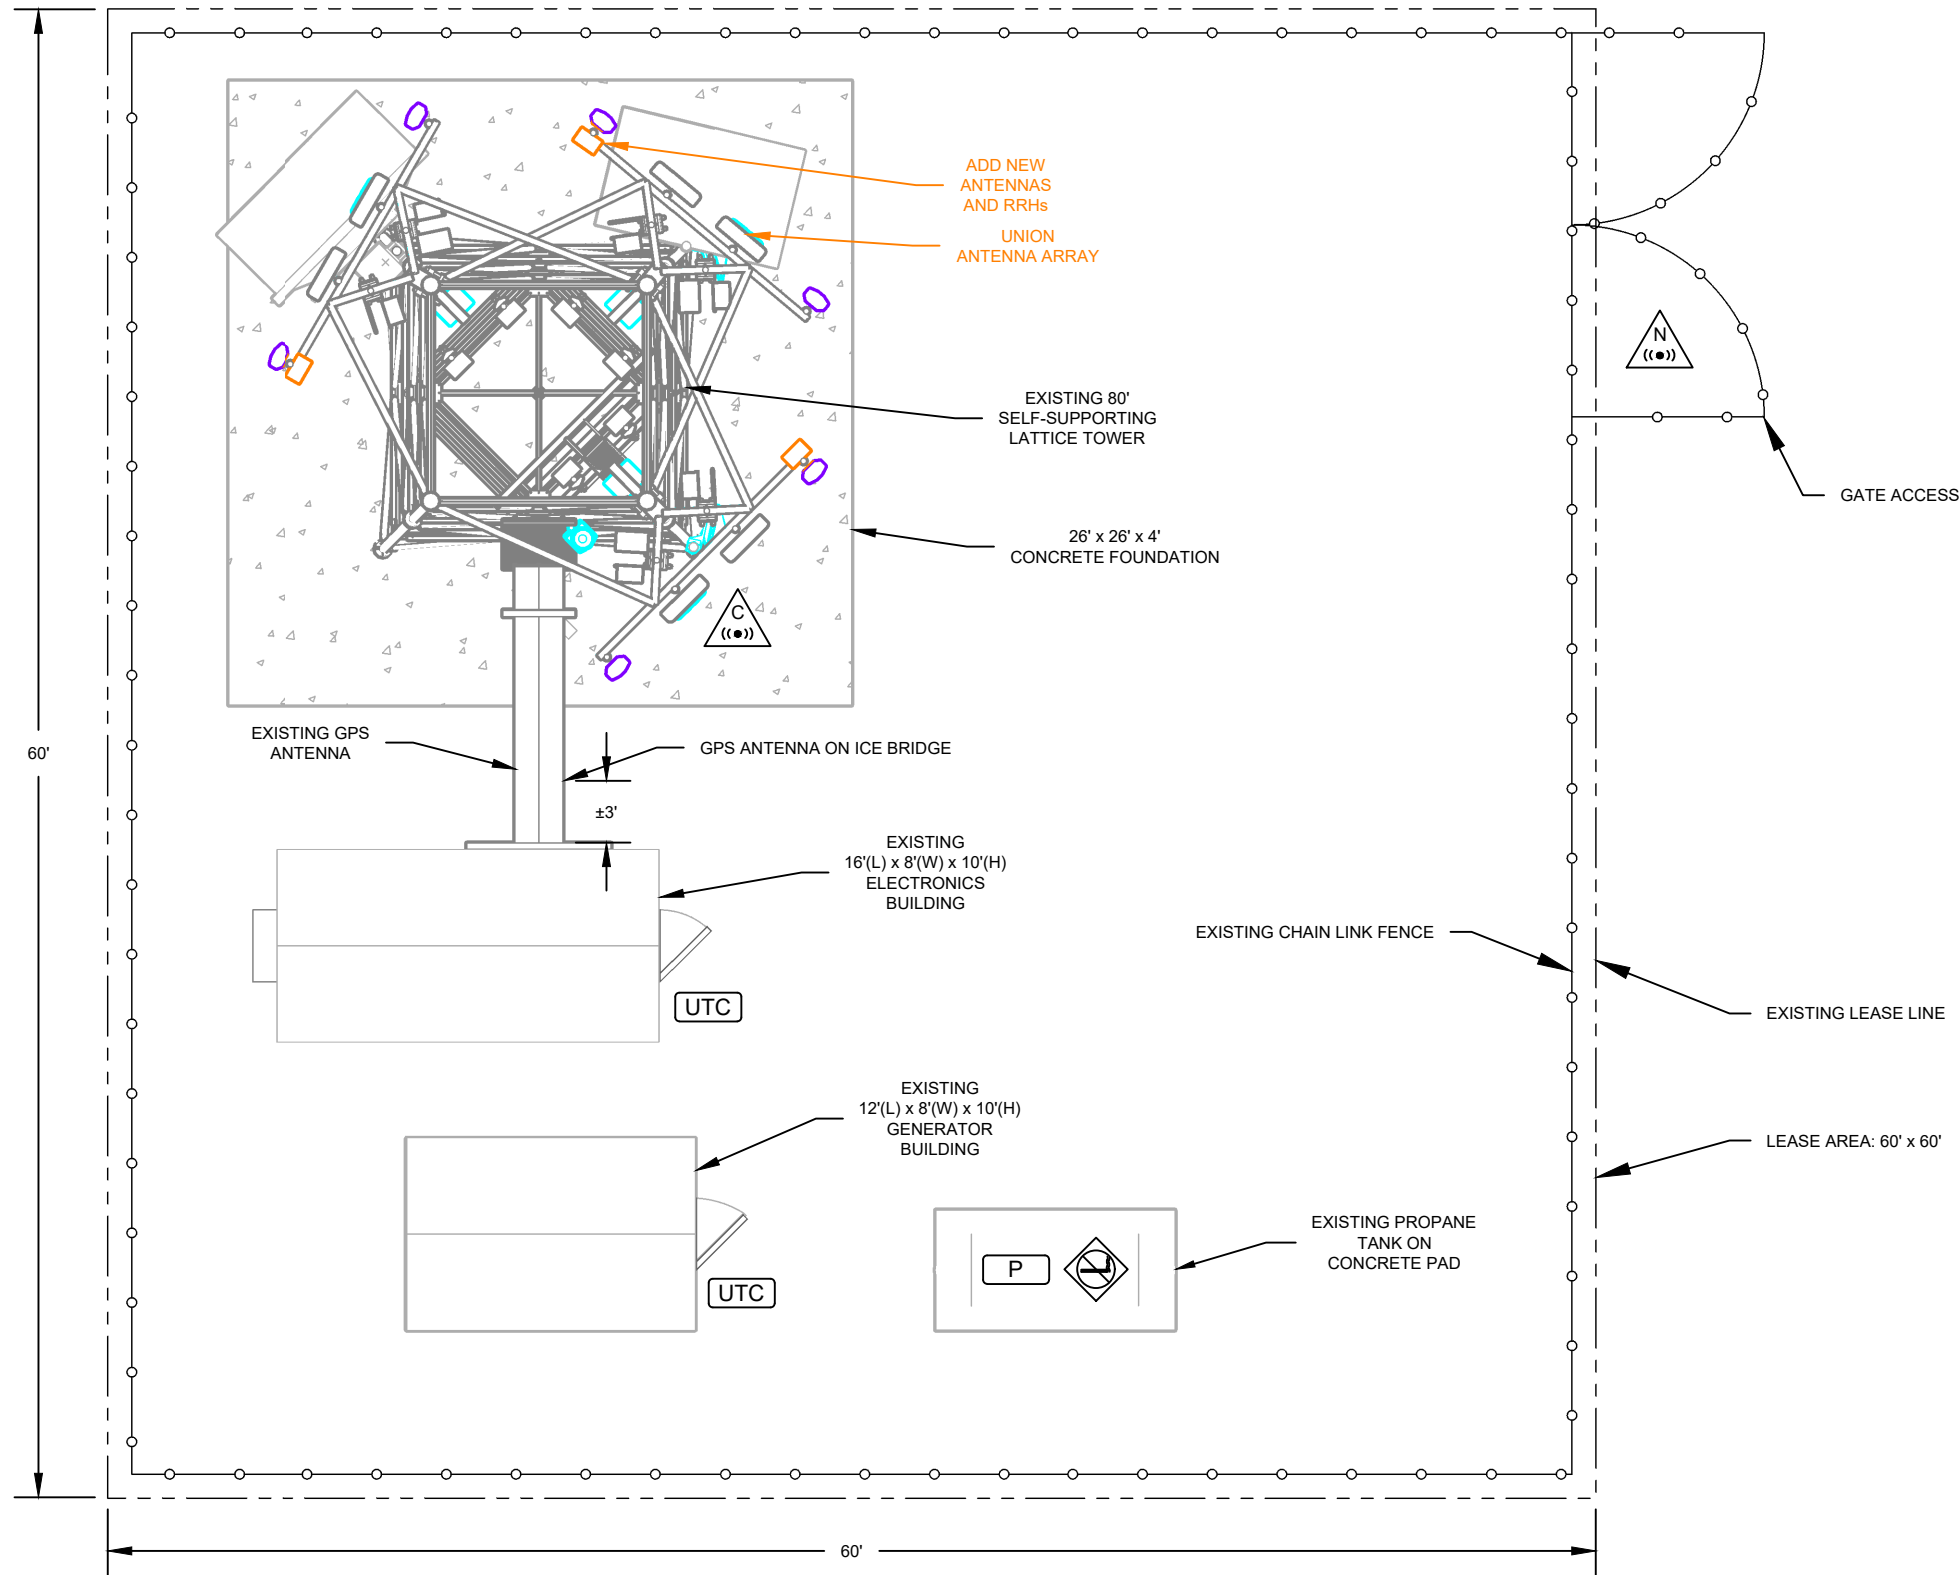 ADD NEW
ANTENNAS
AND RRHs
UNION
ANTENNA ARRAY
N
EXISTING 80'
SELF-SUPPORTING
LATTICE TOWER
GATE ACCESS
26' x 26' x 4'
CONCRETE FOUNDATION
C
EXISTING GPS
ANTENNA
GPS ANTENNA ON ICE BRIDGE
60'
±3'
EXISTING
16'(L) x 8'(W) x 10'(H)
ELECTRONICS
BUILDING
EXISTING CHAIN LINK FENCE
UTC
EXISTING LEASE LINE
EXISTING
12'(L) x 8'(W) x 10'(H)
GENERATOR
BUILDING
LEASE AREA: 60' x 60'
EXISTING PROPANE
TANK ON
CONCRETE PAD
P
UTC
60'